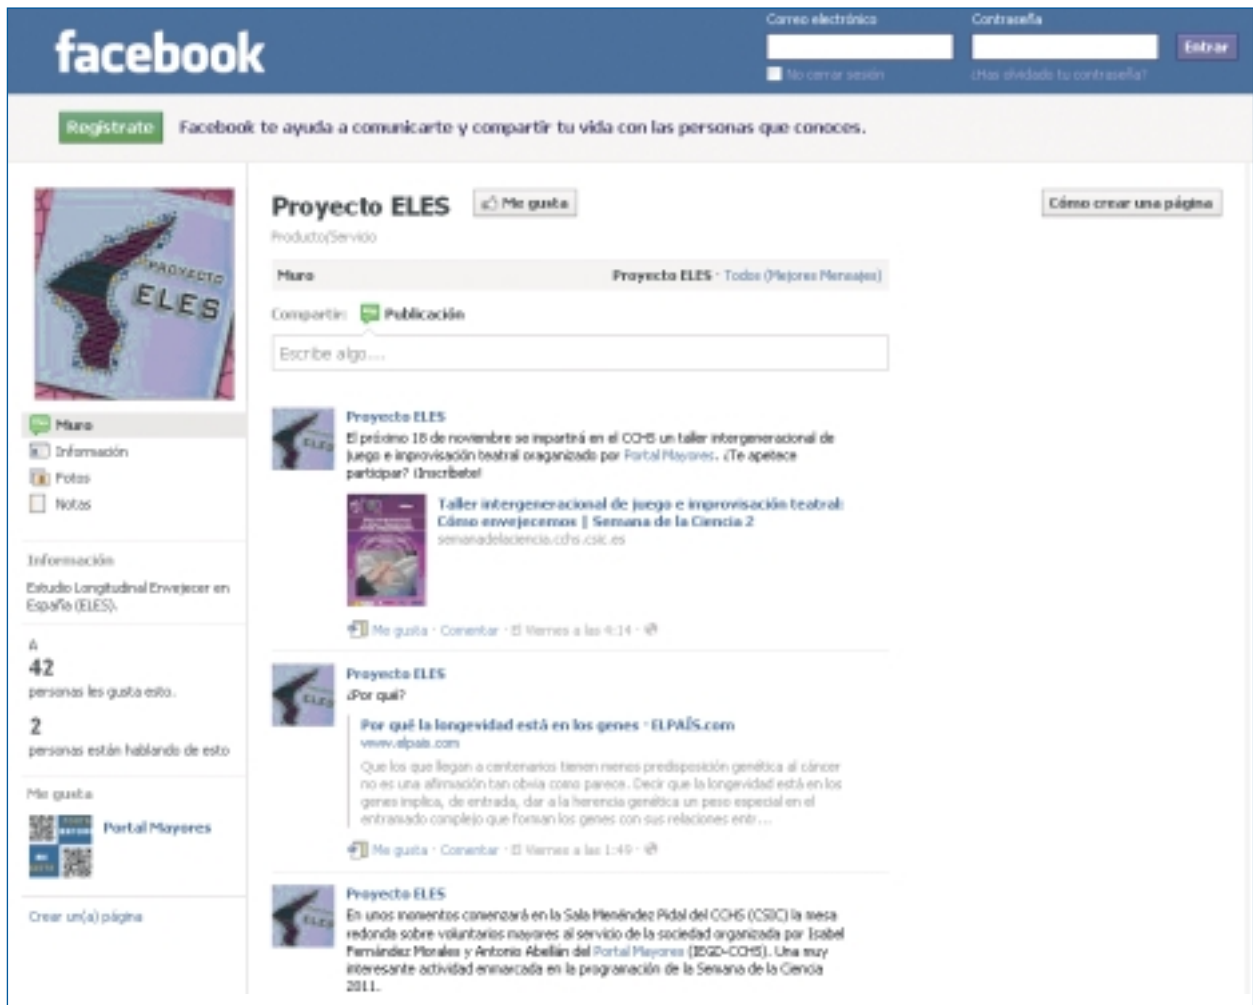 facebook
Correo electrónico
Contraseña
Entrar
No cerrar sesión
¿Has olvidado tu contraseña?
Regístrate
Facebook te ayuda a comunicarte y compartir tu vida con las personas que conoces.
PROYECTO
ELES
Muro
Información
Fotos
Notas
Información
Estudio Longitudinal Envejecer en
España (ELES).
A
42
personas les gusta esto.
2
personas están hablando de esto
Me gusta
Portal Mayores
Crear un(a) página
Proyecto ELES
Me gusta
Cómo crear una página
Producto/Servicio
Muro
Proyecto ELES · Todos (Mejores Mensajes)
Compartir:
Publicación
Escribe algo...
Proyecto ELES
El próximo 18 de noviembre se impartirá en el CCHS un taller intergeneracional de
juego e improvisación teatral oraganizado por Portal Mayores. ¿Te apetece
participar? ¡Inscríbete!
Taller intergeneracional de juego e improvisación teatral:
Cómo envejecemos | Semana de la Ciencia 2
semanadelaciencia.cchs.csic.es
Me gusta · Comentar · El Viernes a las 4:14 ·
Proyecto ELES
¿Por qué?
Por qué la longevidad está en los genes · ELPAÍS.com
www.elpais.com
Que los que llegan a centenarios tienen menos predisposición genética al cáncer
no es una afirmación tan obvia como parece. Decir que la longevidad está en los
genes implica, de entrada, dar a la herencia genética un peso especial en el
entramado complejo que forman los genes con sus relaciones entr...
Me gusta · Comentar · El Viernes a las 1:49 ·
Proyecto ELES
En unos momentos comenzará en la Sala Menéndez Pidal del CCHS (CSIC) la mesa
redonda sobre voluntarios mayores al servicio de la sociedad organizada por Isabel
Fernández Morales y Antonio Abellán del Portal Mayores (IEGD-CCHS). Una muy
interesante actividad enmarcada en la programación de la Semana de la Ciencia
2011.